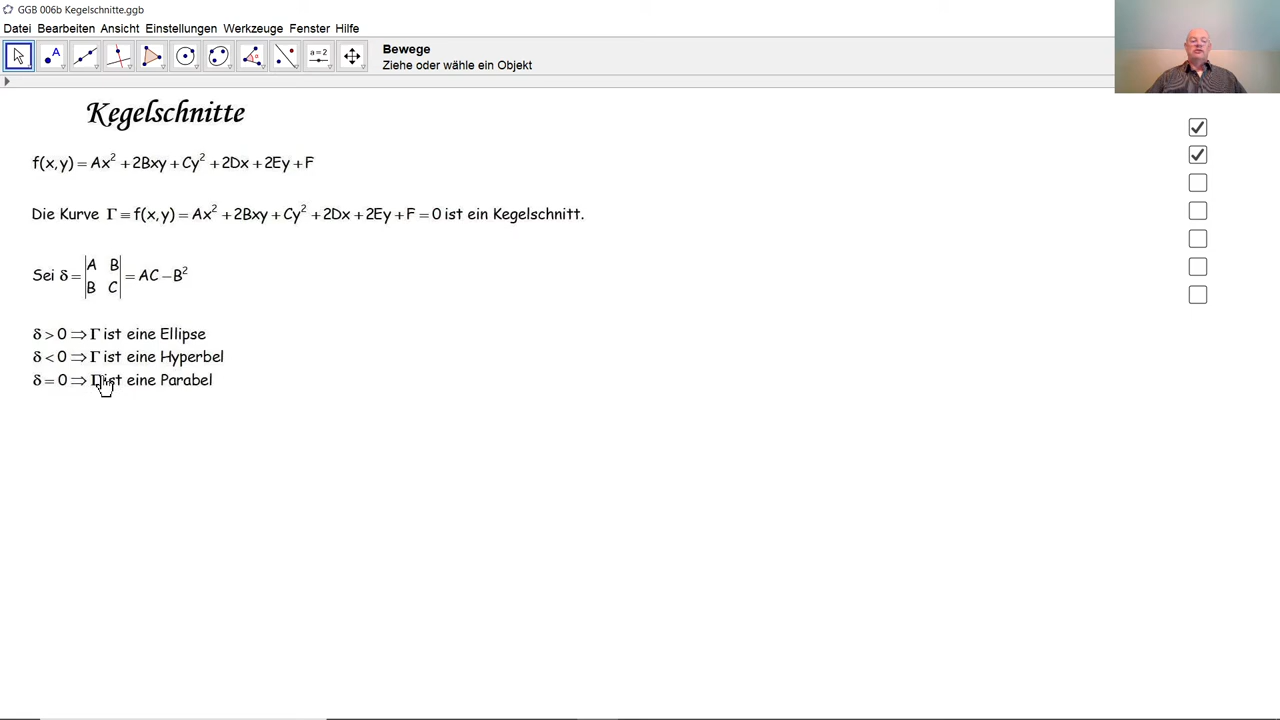 GGB 006b Kegelschnitte.ggb
Datei Bearbeiten Ansicht Einstellungen Werkzeuge Fenster Hilfe
A
a=2
Bewege
Ziehe oder wähle ein Objekt
Kegelschnitte
f(x,y) = Ax² + 2Bxy + Cy² + 2Dx + 2Ey + F
Die Kurve Γ ≡ f(x,y) = Ax² + 2Bxy + Cy² + 2Dx + 2Ey + F = 0 ist ein Kegelschnitt.
Sei δ = |A B
B C| = AC − B²
δ > 0 ⇒ Γ ist eine Ellipse
δ < 0 ⇒ Γ ist eine Hyperbel
δ = 0 ⇒ Γ ist eine Parabel